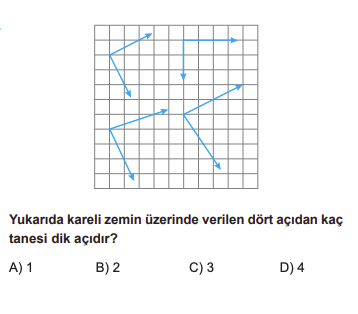 Yukarıda kareli zemin üzerinde verilen dört açıdan kaç
tanesi dik açıdır?
A) 1 B) 2 C) 3 D) 4